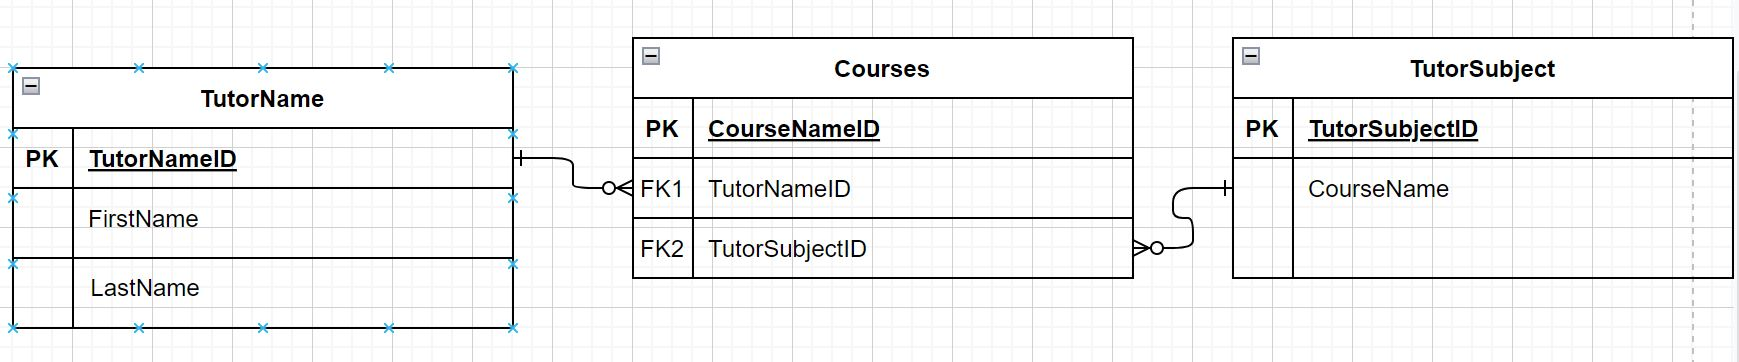 TutorName
PK TutorNameID
FirstName
LastName
Courses
PK CourseNameID
FK1 TutorNameID
FK2 TutorSubjectID
TutorSubject
PK TutorSubjectID
CourseName